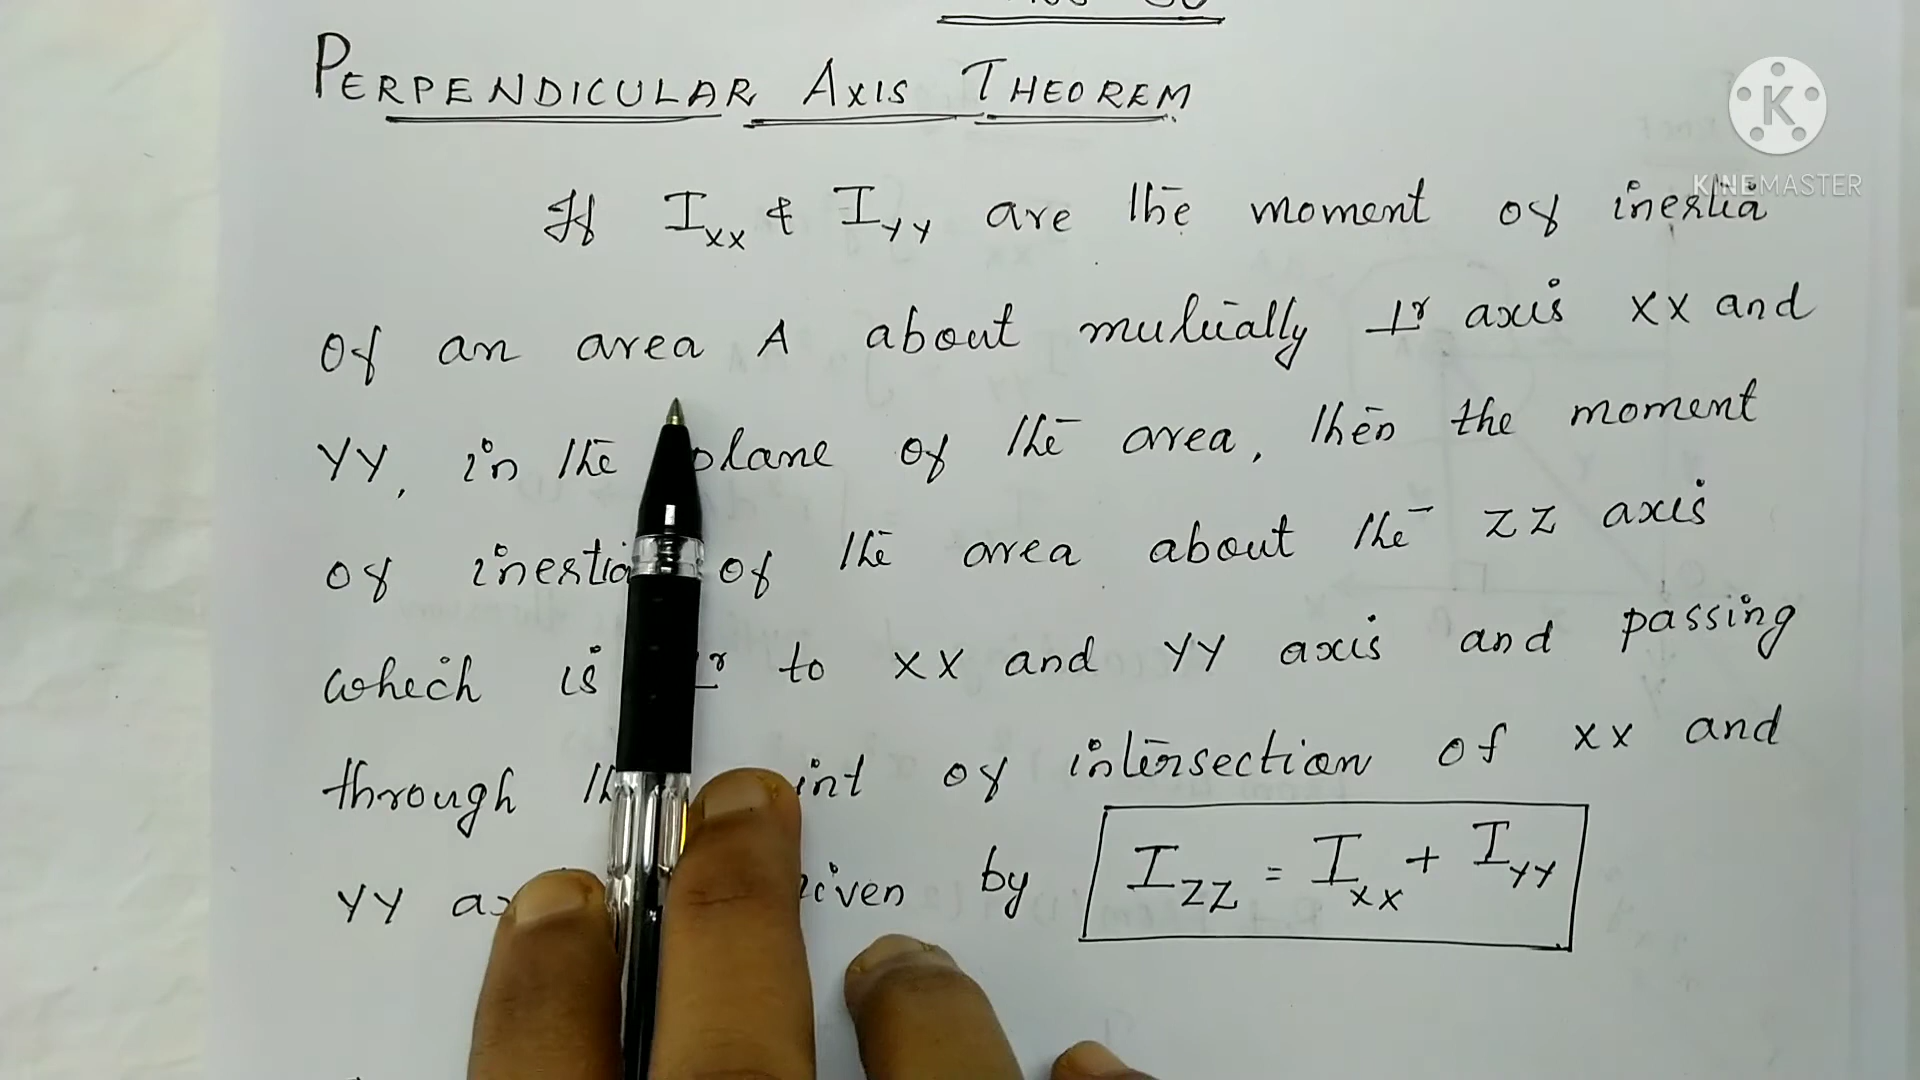 PERPENDICULAR AXIS THEOREM
K
KINEMASTER
If Ixx & IYY are the moment of inertia
of an area A about mutually ⊥r axis XX and
YY, in the plane of the area, then the moment
of inertia of the area about the ZZ axis
which is to XX and YY axis and passing
through of intersection of XX and
YY by IZZ = Ixx + IYY